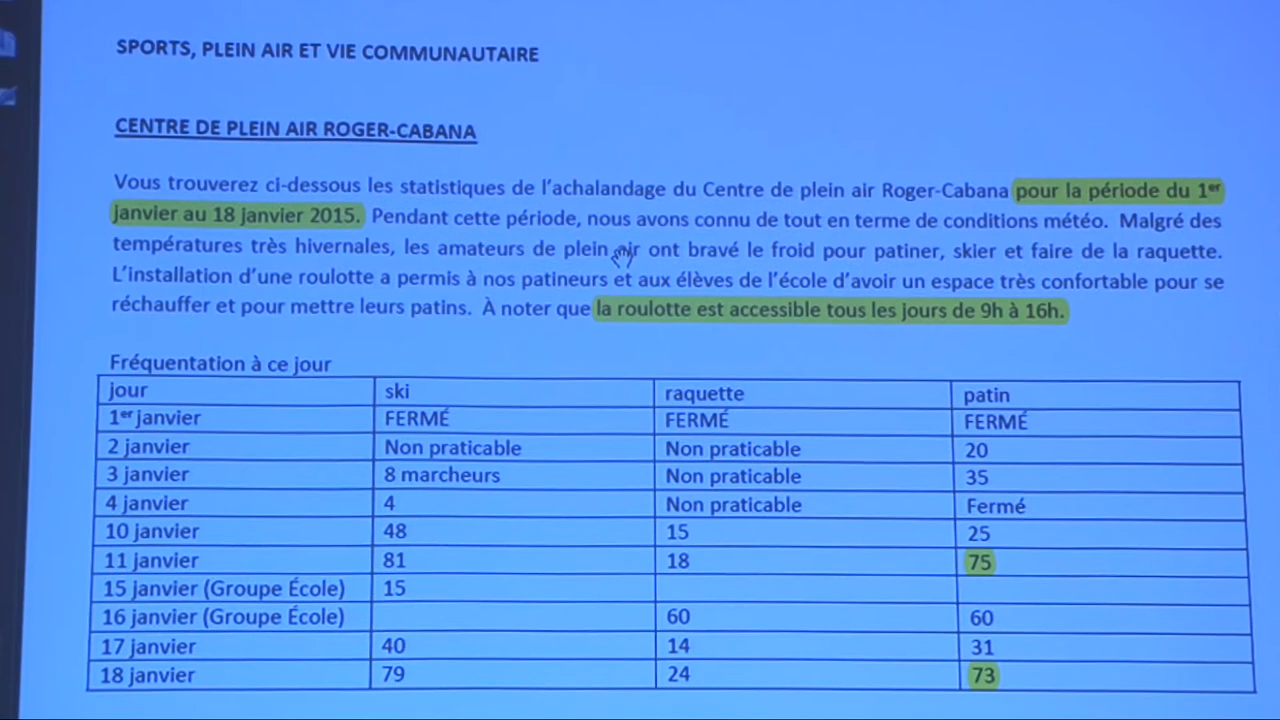 SPORTS, PLEIN AIR ET VIE COMMUNAUTAIRE
CENTRE DE PLEIN AIR ROGER-CABANA
Vous trouverez ci-dessous les statistiques de l'achalandage du Centre de plein air Roger-Cabana pour la période du 1er
janvier au 18 janvier 2015. Pendant cette période, nous avons connu de tout en terme de conditions météo. Malgré des
températures très hivernales, les amateurs de plein air ont bravé le froid pour patiner, skier et faire de la raquette.
L'installation d'une roulotte a permis à nos patineurs et aux élèves de l'école d'avoir un espace très confortable pour se
réchauffer et pour mettre leurs patins. À noter que la roulotte est accessible tous les jours de 9h à 16h.
Fréquentation à ce jour
jour ski raquette patin
1er janvier FERMÉ FERMÉ FERMÉ
2 janvier Non praticable Non praticable 20
3 janvier 8 marcheurs Non praticable 35
4 janvier 4 Non praticable Fermé
10 janvier 48 15 25
11 janvier 81 18 75
15 janvier (Groupe École) 15
16 janvier (Groupe École) 60 60
17 janvier 40 14 31
18 janvier 79 24 73